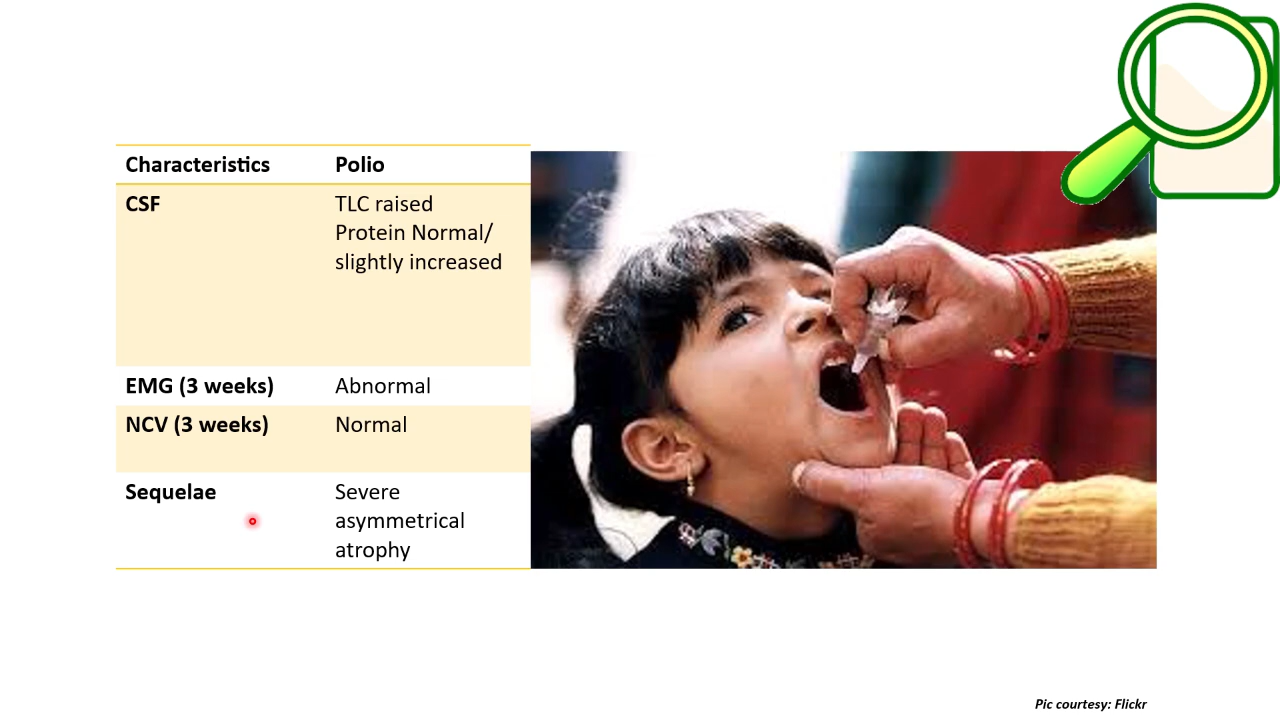 Characteristics Polio
CSF TLC raised
Protein Normal/
slightly increased
EMG (3 weeks) Abnormal
NCV (3 weeks) Normal
Sequelae Severe
asymmetrical
atrophy
Pic courtesy: Flickr